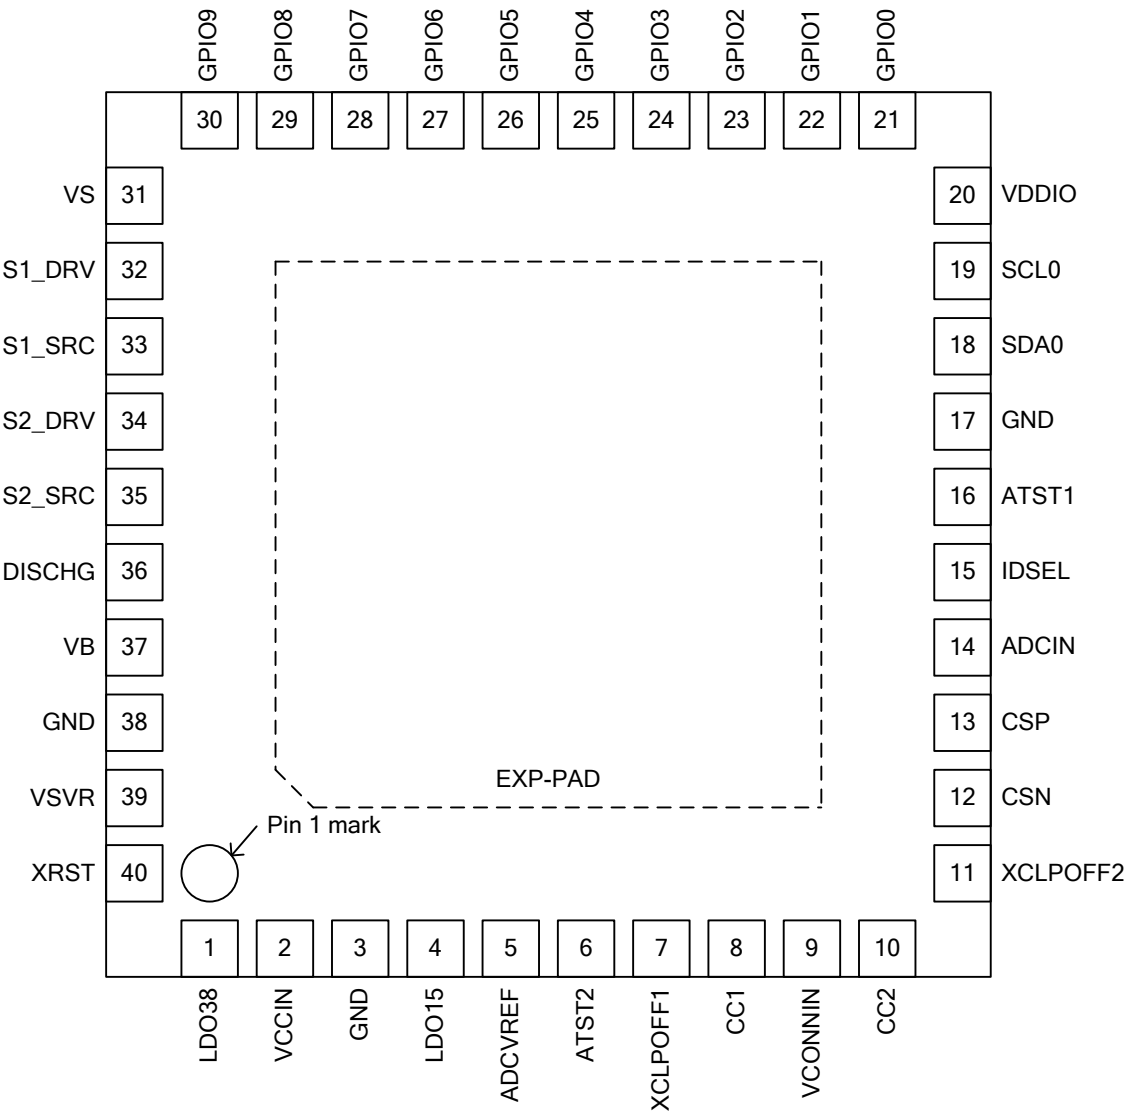 GPIO9
GPIO8
GPIO7
GPIO6
GPIO5
GPIO4
GPIO3
GPIO2
GPIO1
GPIO0
30
29
28
27
26
25
24
23
22
21
VS
31
20
VDDIO
S1_DRV
32
19
SCL0
S1_SRC
33
18
SDA0
S2_DRV
34
17
GND
S2_SRC
35
16
ATST1
DISCHG
36
15
IDSEL
VB
37
14
ADCIN
GND
38
13
CSP
EXP-PAD
VSVR
39
12
CSN
Pin 1 mark
XRST
40
11
XCLPOFF2
1
2
3
4
5
6
7
8
9
10
LDO38
VCCIN
GND
LDO15
ADCVREF
ATST2
XCLPOFF1
CC1
VCONNIN
CC2